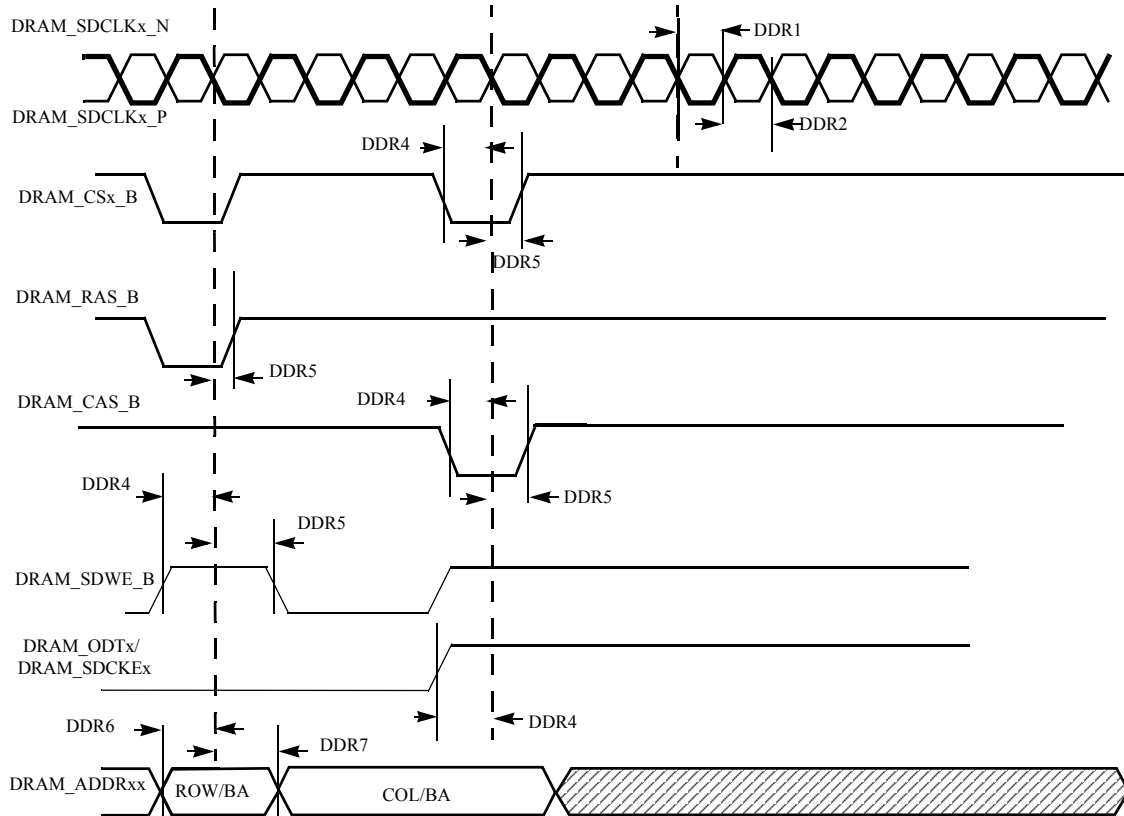 DRAM_SDCLKx_N
DDR1
DRAM_SDCLKx_P
DDR2
DDR4
DRAM_CSx_B
DDR5
DRAM_RAS_B
DDR5
DRAM_CAS_B
DDR4
DDR4
DDR5
DDR5
DRAM_SDWE_B
DRAM_ODTx/
DRAM_SDCKEx
DDR4
DDR6
DDR7
DRAM_ADDRxx
ROW/BA
COL/BA